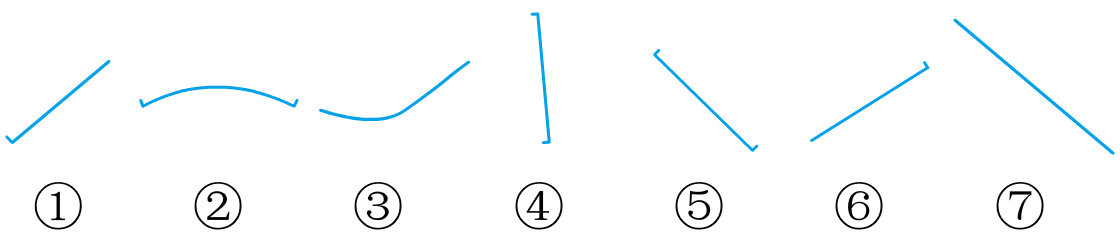 ① ② ③ ④ ⑤ ⑥ ⑦